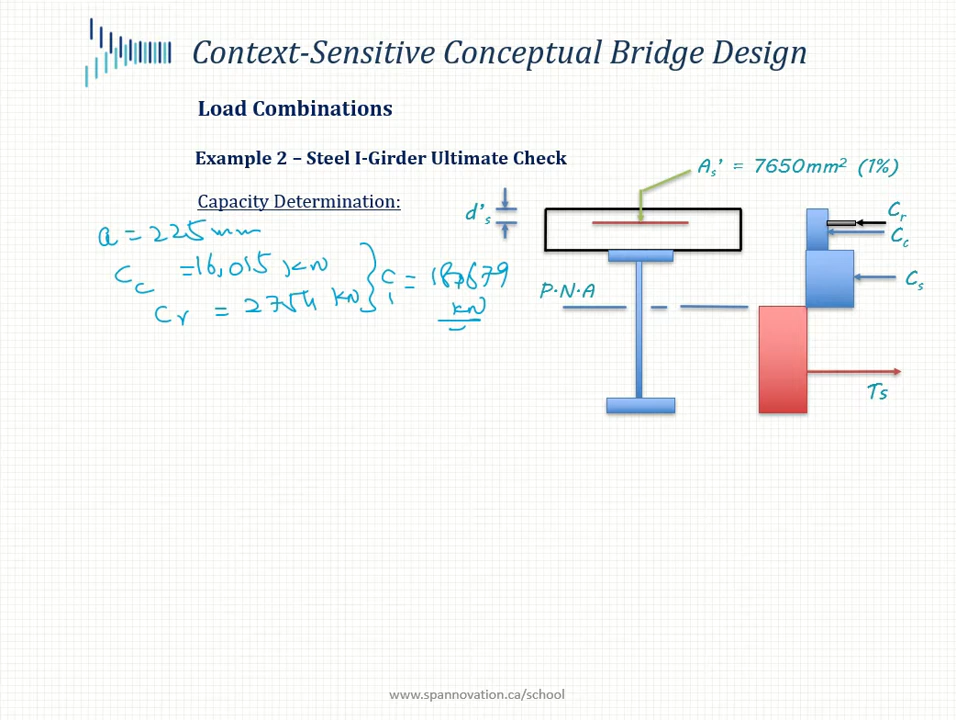 Context-Sensitive Conceptual Bridge Design
Load Combinations
Example 2 – Steel I-Girder Ultimate Check
Capacity Determination:
a = 225 mm
Cc = 16,015 kN
Cr = 2754 kN
C1 =
kN
As' = 7650mm² (1%)
d's
Cr
Cc
Cs
P.N.A
Ts
www.spannovation.ca/school